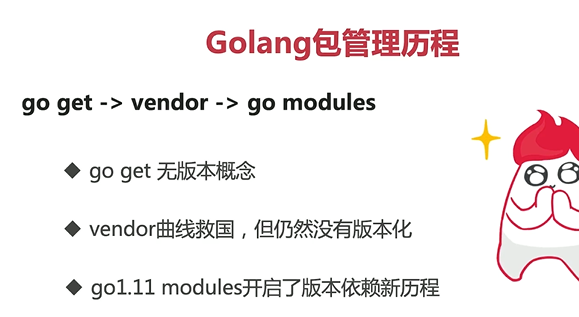 Golang包管理历程
go get -> vendor -> go modules
◆ go get 无版本概念
◆ vendor曲线救国，但仍然没有版本化
◆ go1.11 modules开启了版本依赖新历程